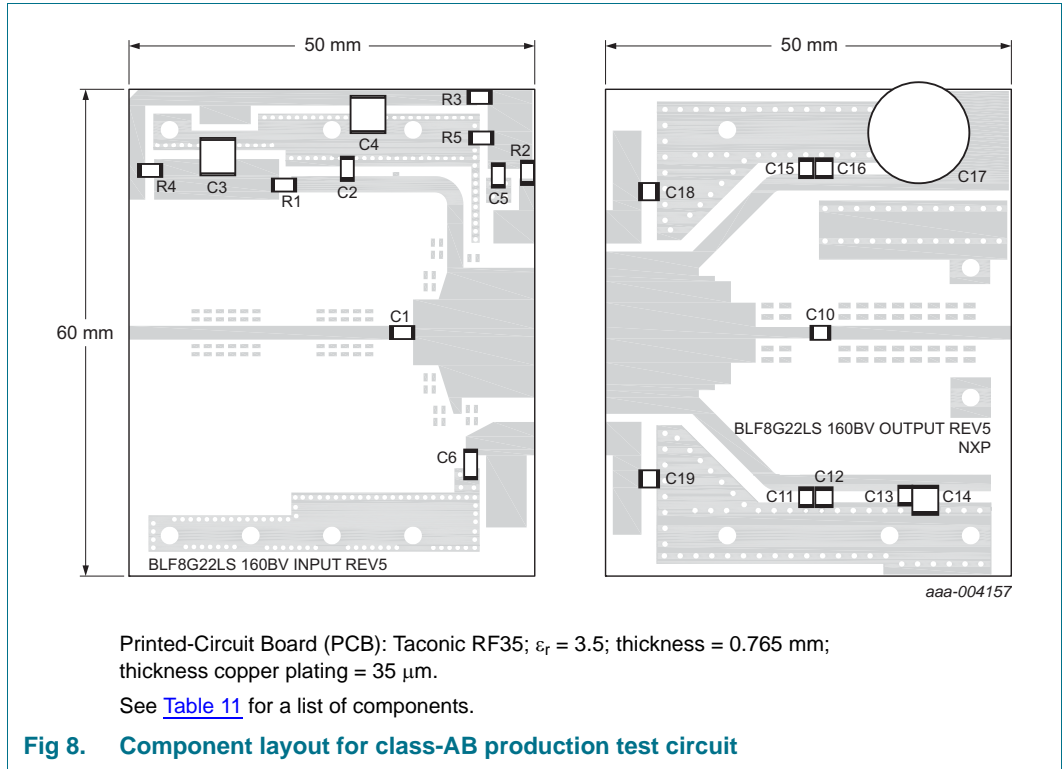 50 mm
50 mm
60 mm
R3
C4
R5
R2
R4
C3
R1
C2
C5
C1
C6
BLF8G22LS 160BV INPUT REV5
C15
C16
C17
C18
C10
BLF8G22LS 160BV OUTPUT REV5
NXP
C19
C12
C11
C13
C14
aaa-004157
Printed-Circuit Board (PCB): Taconic RF35; εr = 3.5; thickness = 0.765 mm;
thickness copper plating = 35 μm.
See Table 11 for a list of components.
Fig 8. Component layout for class-AB production test circuit